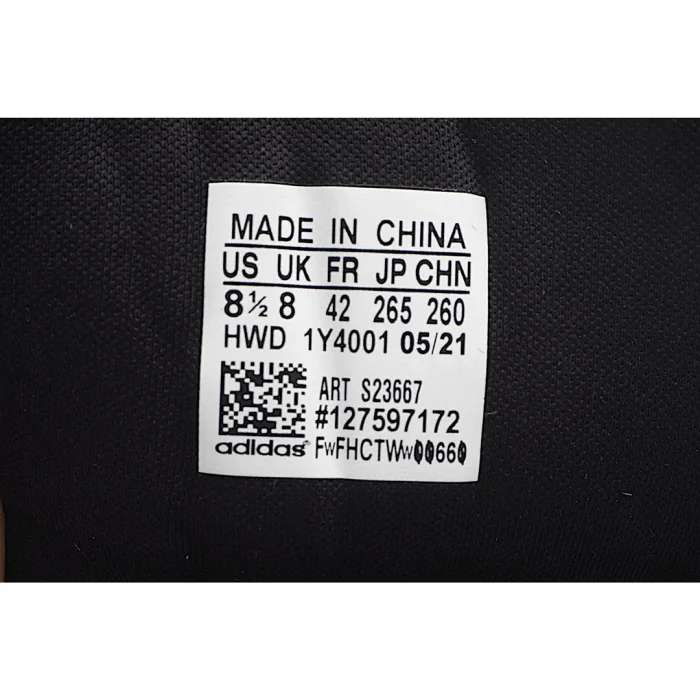 MADE IN CHINA
US UK FR JP CHN
8½ 8 42 265 260
HWD 1Y4001 05/21
ART S23667
#127597172
adidas® FwFHCTWw00660